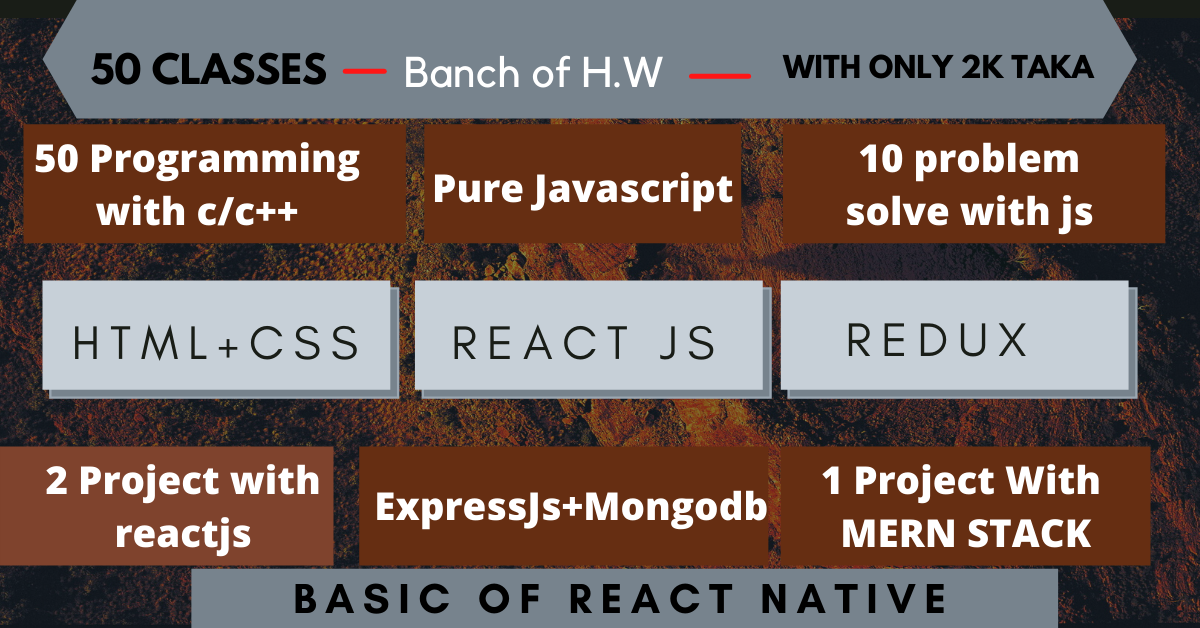 50 CLASSES — Banch of H.W — WITH ONLY 2K TAKA
50 Programming
with c/c++
Pure Javascript
10 problem
solve with js
HTML+CSS
REACT JS
REDUX
2 Project with
reactjs
ExpressJs+Mongodb
1 Project With
MERN STACK
BASIC OF REACT NATIVE